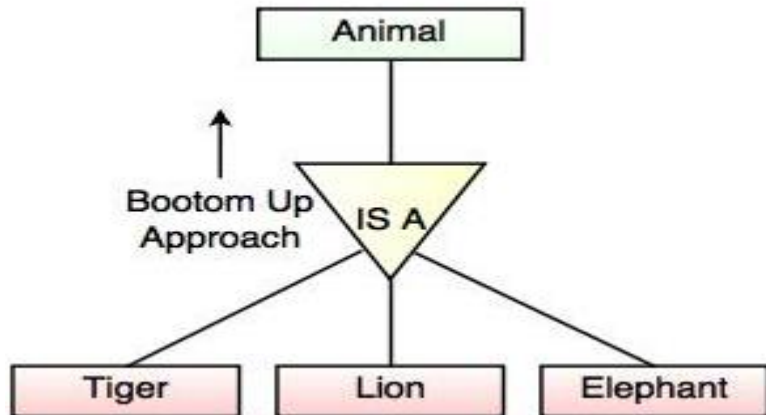 Animal
Bootom Up
Approach
IS A
Tiger
Lion
Elephant